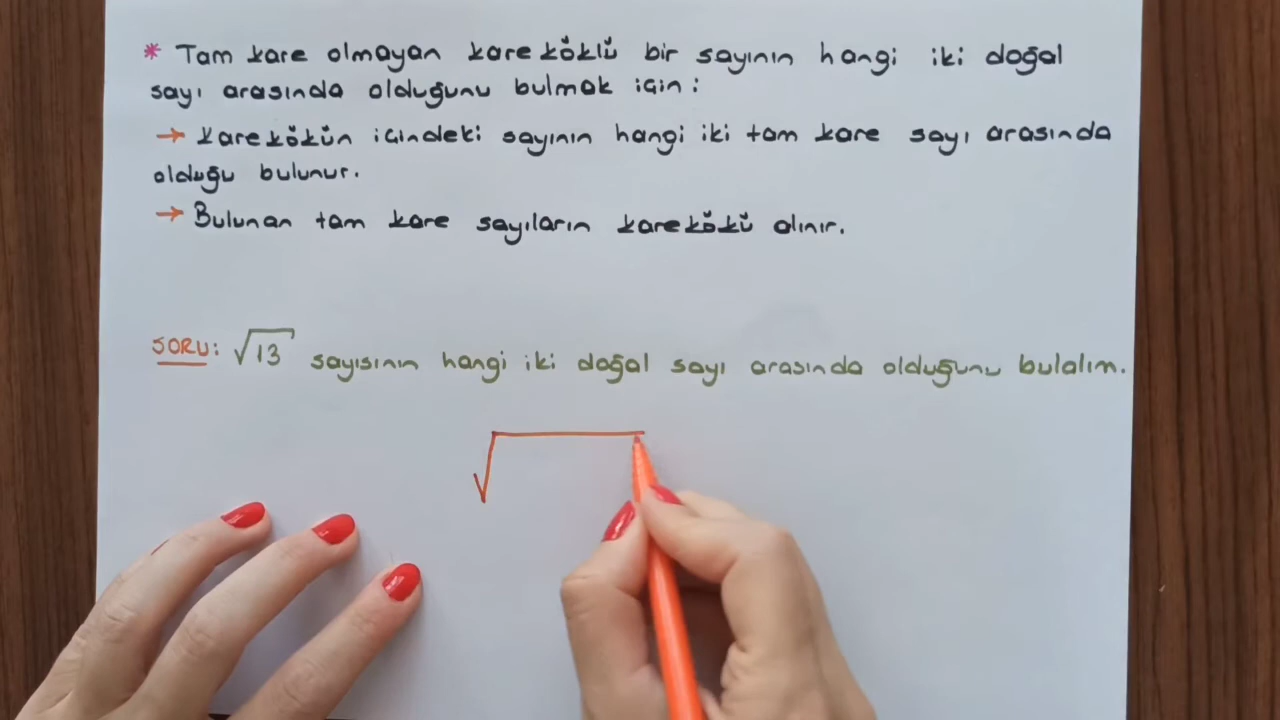 * Tam kare olmayan kareköklü bir sayının hangi iki doğal
sayı arasında olduğunu bulmak için:
→ Karekökün içindeki sayının hangi iki tam kare sayı arasında
olduğu bulunur.
→ Bulunan tam kare sayıların karekökü alınır.
SORU: √13 sayısının hangi iki doğal sayı arasında olduğunu bulalım.
√